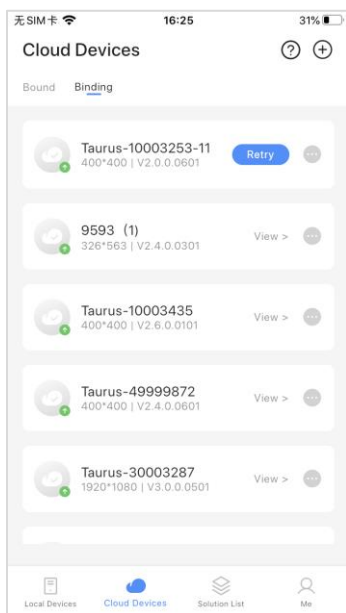 无SIM卡 16:25 31%
Cloud Devices
Bound Binding
Taurus-10003253-11
400*400 | V2.0.0.0601
Retry
9593 (1)
326*563 | V2.4.0.0301
View >
Taurus-10003435
400*400 | V2.6.0.0101
View >
Taurus-49999872
400*400 | V2.4.0.0601
View >
Taurus-30003287
1920*1080 | V3.0.0.0501
View >
Local Devices Cloud Devices Solution List Me